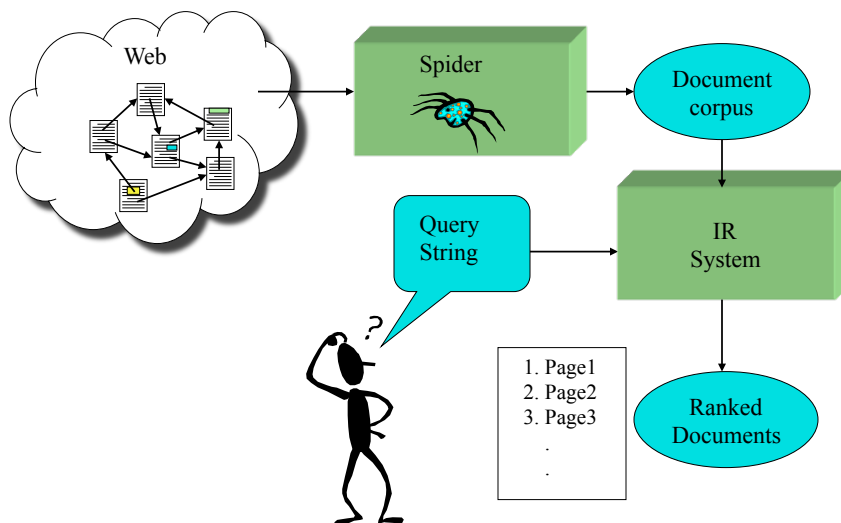 Web
Spider
Document
corpus
Query
String
IR
System
?
1. Page1
2. Page2
3. Page3
.
.
Ranked
Documents